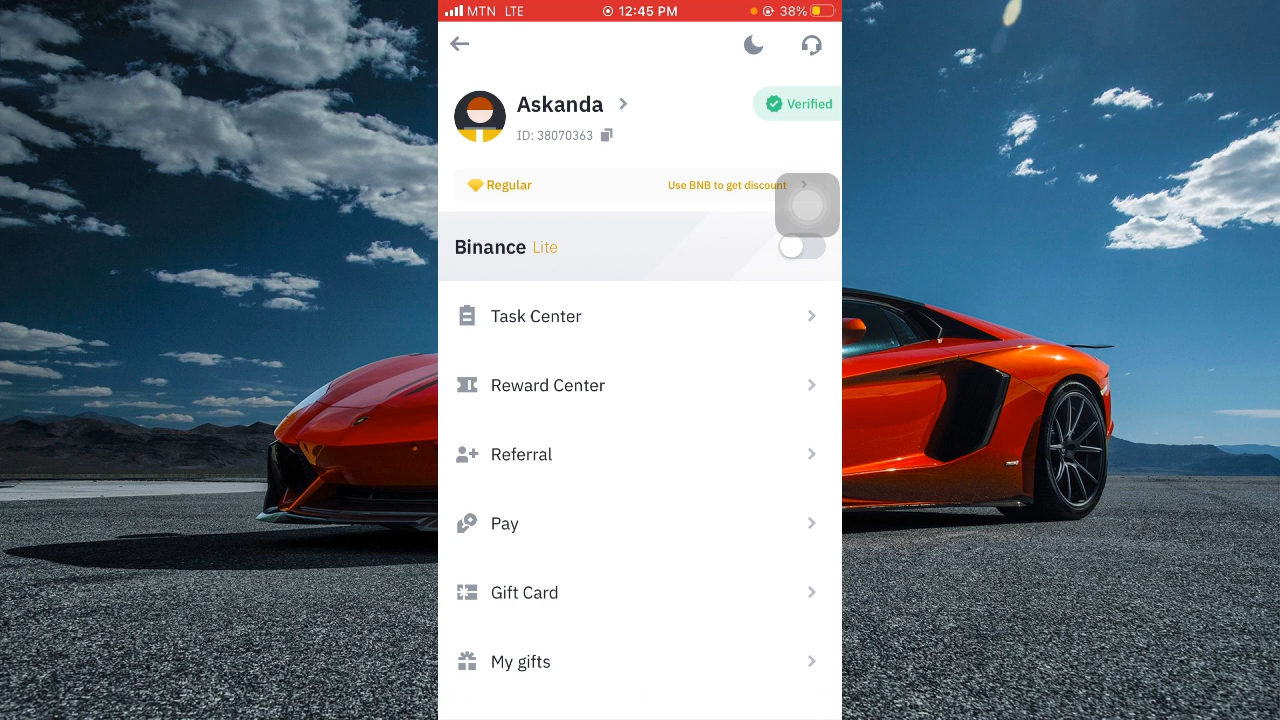 MTN LTE 12:45 PM 38%
Askanda
Verified
ID: 38070363
Regular Use BNB to get discount
Binance Lite
Task Center
Reward Center
Referral
Pay
Gift Card
My gifts